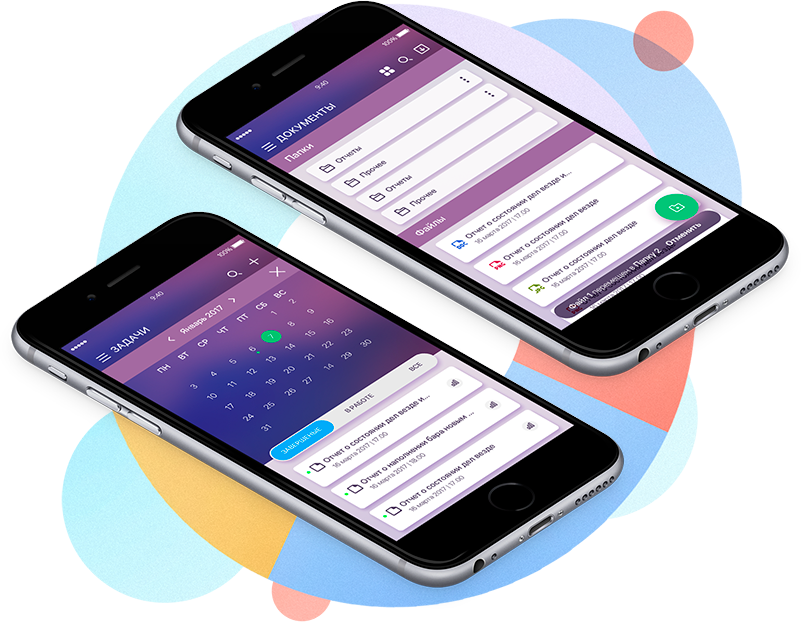 100%
9:40
ДОКУМЕНТЫ
Папки
Отчеты
Прочее
Отчеты
Прочее
Файлы
Отчет о состоянии дел везде и...
16 марта 2017 | 17.00
Отчет о состоянии дел везде
16 марта 2017 | 17.00
Отчет о состоянии дел везде
16 марта 2017 | 17.00
Файл 1 перемещен в Папку 2 Отменить
100%
9:40
ЗАДАЧИ
Январь 2017
ПН ВТ СР ЧТ ПТ СБ ВС
1 2
3 4 5 6 7 8 9
10 11 12 13 14 15 16
17 18 19 20 21 22 23
24 25 26 27 14 29 30
31
ЗАВЕРШЕНЫЕ В РАБОТЕ ВСЕ
Отчет о состоянии дел везде и...
16 марта 2017 | 17.00
Отчет о наполнении бара новым ...
16 марта 2017 | 18.00
Отчет о состоянии дел везде
16 марта 2017 | 17.00